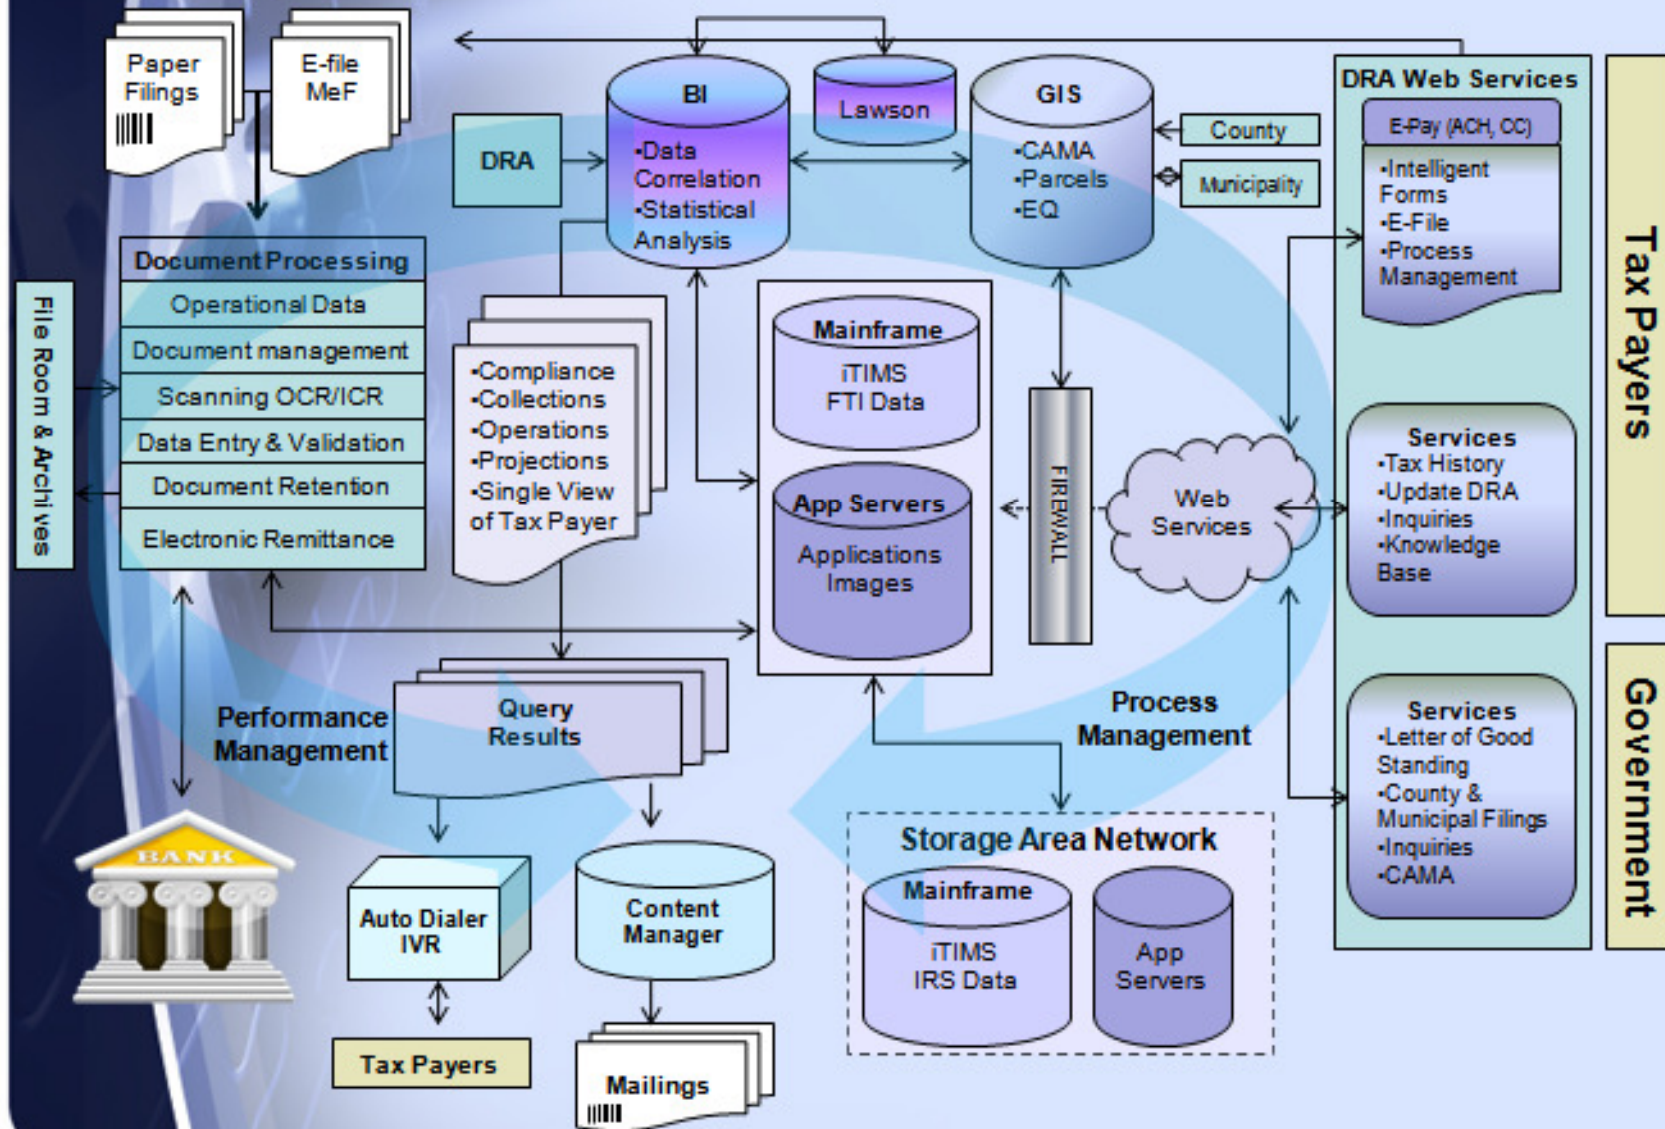 Paper
Filings
E-file
MeF
DRA
BI
•Data
Correlation
•Statistical
Analysis
Lawson
GIS
•CAMA
•Parcels
•EQ
County
Municipality
DRA Web Services
E-Pay (ACH, CC)
•Intelligent
Forms
•E-File
•Process
Management
Tax Payers
File Room & Archives
Document Processing
Operational Data
Document management
Scanning OCR/ICR
Data Entry & Validation
Document Retention
Electronic Remittance
•Compliance
•Collections
•Operations
•Projections
•Single View
of Tax Payer
Mainframe
iTIMS
FTI Data
App Servers
Applications
Images
FIREWALL
Web
Services
Services
•Tax History
•Update DRA
•Inquiries
•Knowledge
Base
Government
Services
•Letter of Good
Standing
•County &
Municipal Filings
•Inquiries
•CAMA
Performance
Management
Query
Results
Process
Management
BANK
Auto Dialer
IVR
Tax Payers
Content
Manager
Mailings
Storage Area Network
Mainframe
iTIMS
IRS Data
App
Servers